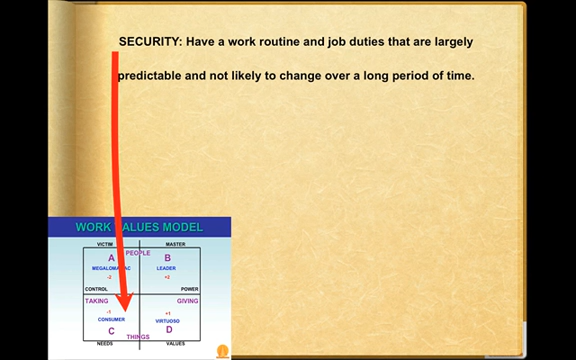 SECURITY: Have a work routine and job duties that are largely
predictable and not likely to change over a long period of time.
WORK VALUES MODEL
VICTIM MASTER
PEOPLE
A B
MEGALOMANIAC LEADER
-2 +2
CONTROL POWER
TAKING GIVING
-1 +1
CONSUMER VIRTUOSO
C D
THINGS
NEEDS VALUES